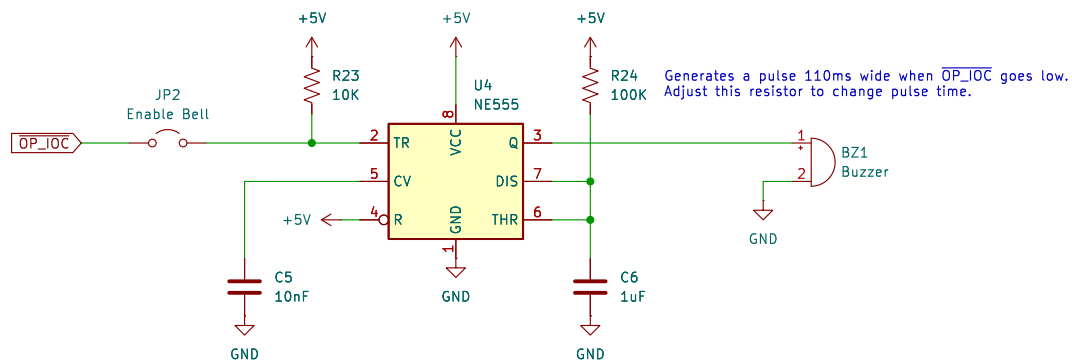 +5V
+5V
+5V
R23
10K
R24
100K
Generates a pulse 110ms wide when OP_IOC goes low.
Adjust this resistor to change pulse time.
JP2
Enable Bell
U4
NE555
8
VCC
OP_IOC
2
TR
Q
3
1
+
BZ1
Buzzer
2
5
CV
DIS
7
+5V
4
R
GND
THR
6
1
GND
GND
C5
10nF
GND
C6
1uF
GND